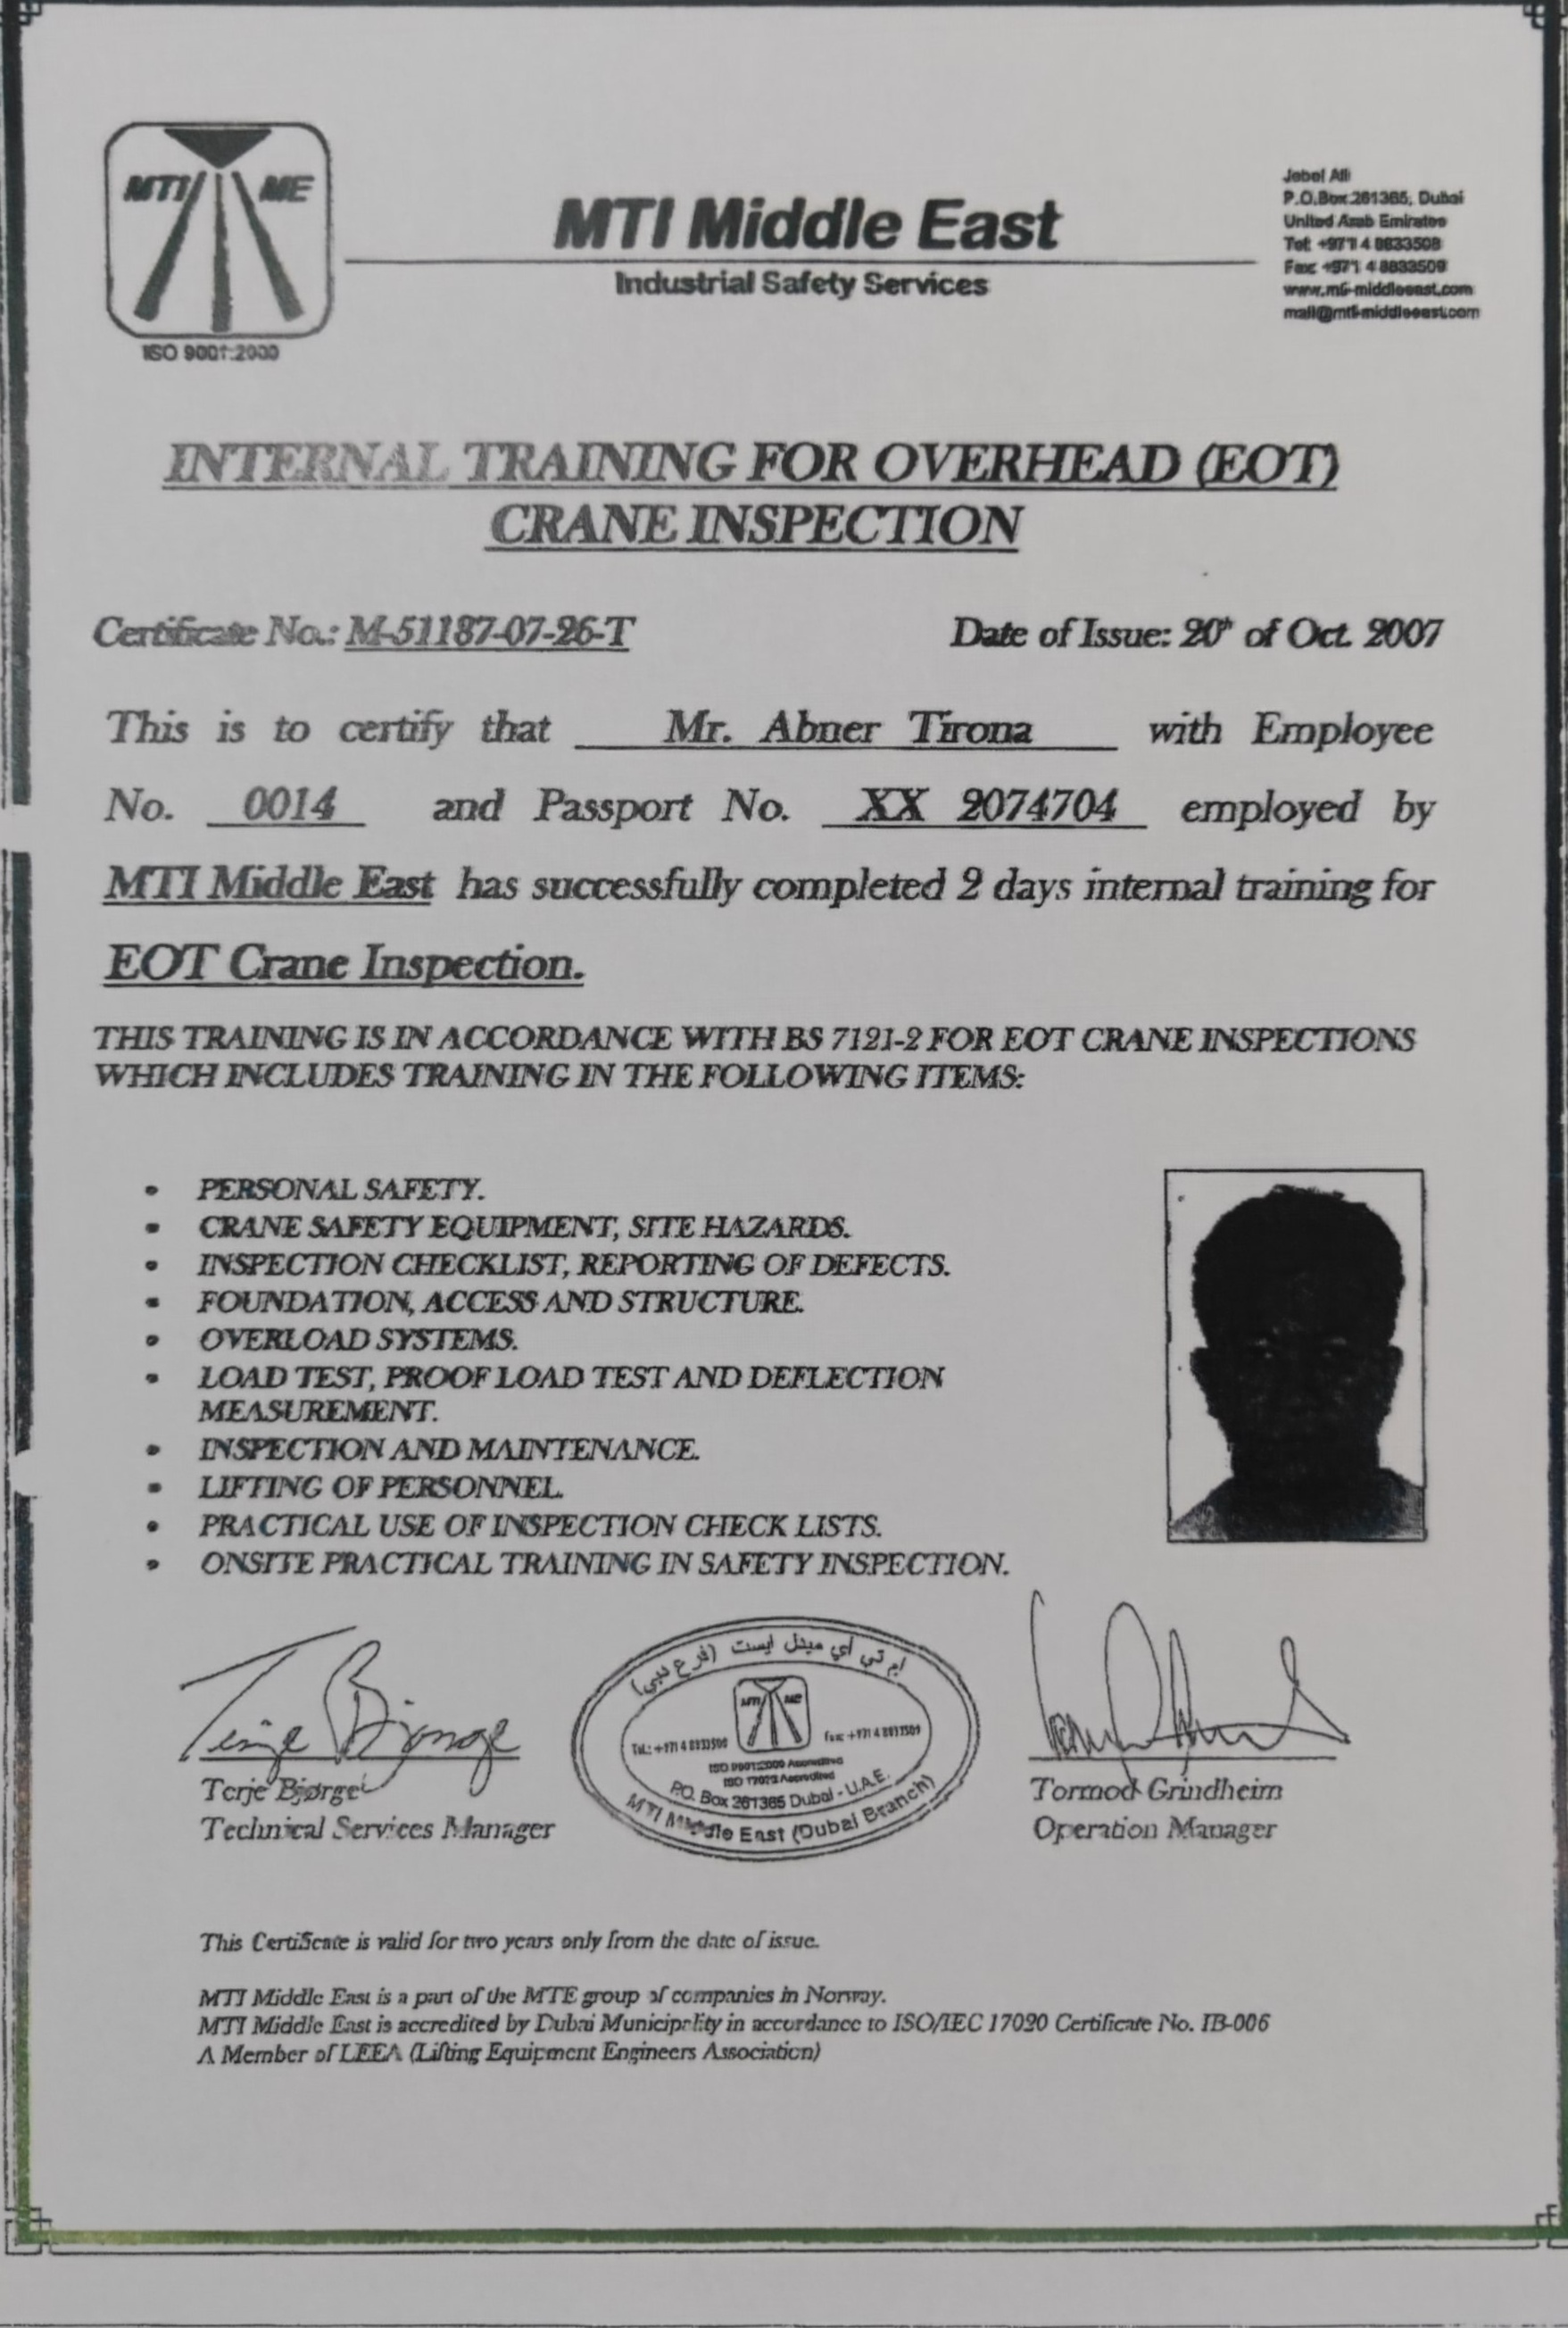 MTI ME
ISO 9001:2000
MTI Middle East
Industrial Safety Services
Jebel Ali
P.O.Box 261365, Dubai
United Arab Emirates
Tel: +971 4 8833508
Fax: +971 4 8833509
www.mti-middleeast.com
mail@mti-middleeast.com
INTERNAL TRAINING FOR OVERHEAD (EOT)
CRANE INSPECTION
Certificate No.: M-51187-07-26-T Date of Issue: 20th of Oct. 2007
This is to certify that Mr. Abner Tirona with Employee
No. 0014 and Passport No. XX 2074704 employed by
MTI Middle East has successfully completed 2 days internal training for
EOT Crane Inspection.
THIS TRAINING IS IN ACCORDANCE WITH BS 7121-2 FOR EOT CRANE INSPECTIONS
WHICH INCLUDES TRAINING IN THE FOLLOWING ITEMS:
• PERSONAL SAFETY.
• CRANE SAFETY EQUIPMENT, SITE HAZARDS.
• INSPECTION CHECKLIST, REPORTING OF DEFECTS.
• FOUNDATION, ACCESS AND STRUCTURE.
• OVERLOAD SYSTEMS.
• LOAD TEST, PROOF LOAD TEST AND DEFLECTION
MEASUREMENT.
• INSPECTION AND MAINTENANCE.
• LIFTING OF PERSONNEL.
• PRACTICAL USE OF INSPECTION CHECK LISTS.
• ONSITE PRACTICAL TRAINING IN SAFETY INSPECTION.
Terje Bjørge
ام تي آي ميدل ايست (فرع دبي)
MTI ME
Tel.: +971 4 8833508 Fax: +971 4 8833509
ISO 9001:2000 Accredited
ISO 17020 Accredited
P.O. Box 261365 Dubai - U.A.E.
MTI Middle East (Dubai Branch)
Terje Bjørge Tormod Grindheim
Technical Services Manager Operation Manager
This Certificate is valid for two years only from the date of issue.
MTI Middle East is a part of the MTE group of companies in Norway.
MTI Middle East is accredited by Dubai Municipality in accordance to ISO/IEC 17020 Certificate No. IB-006
A Member of LEEA (Lifting Equipment Engineers Association)